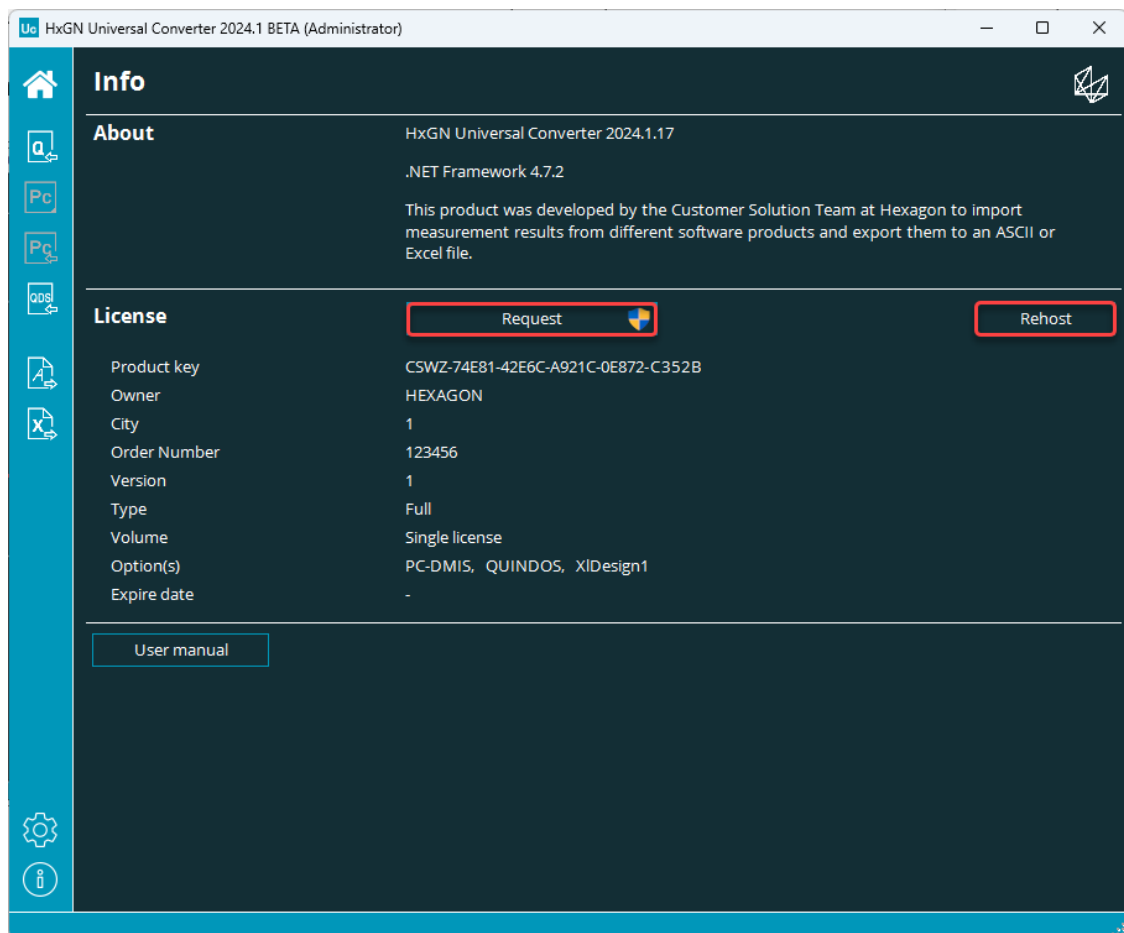 Uc HxGN Universal Converter 2024.1 BETA (Administrator)
Info
About
HxGN Universal Converter 2024.1.17
.NET Framework 4.7.2
This product was developed by the Customer Solution Team at Hexagon to import
measurement results from different software products and export them to an ASCII or
Excel file.
License
Request
Rehost
Product key CSWZ-74E81-42E6C-A921C-0E872-C352B
Owner HEXAGON
City 1
Order Number 123456
Version 1
Type Full
Volume Single license
Option(s) PC-DMIS, QUINDOS, XlDesign1
Expire date -
User manual
Q
Pc
Pc
QDS
A
X
i